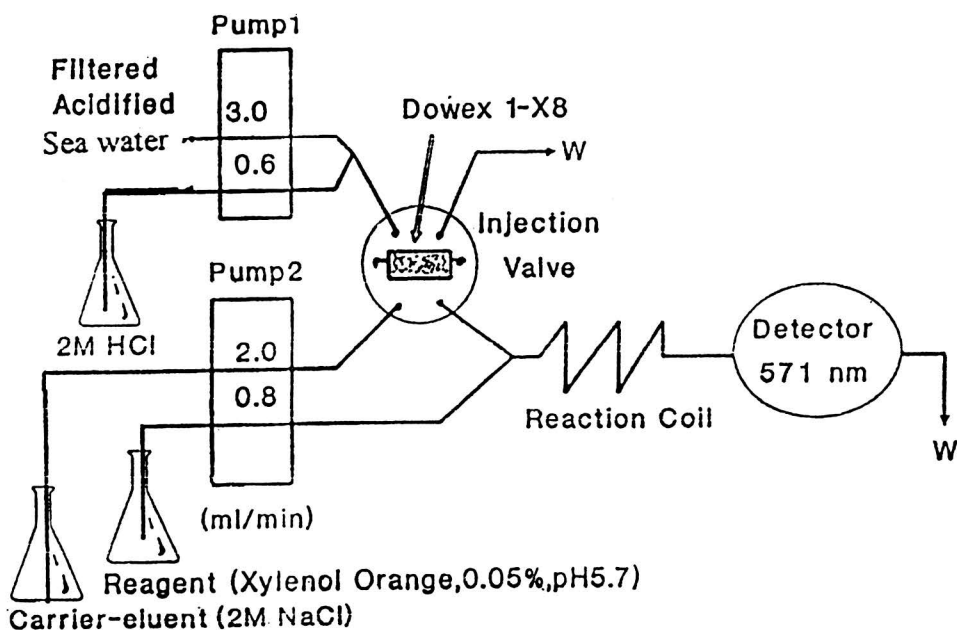 Pump1
Filtered
Acidified
Sea water
3.0
0.6
Dowex 1-X8
W
Injection
Valve
2M HCl
Pump2
2.0
0.8
(ml/min)
Reaction Coil
Detector
571 nm
W
Reagent (Xylenol Orange,0.05%,pH5.7)
Carrier-eluent (2M NaCl)